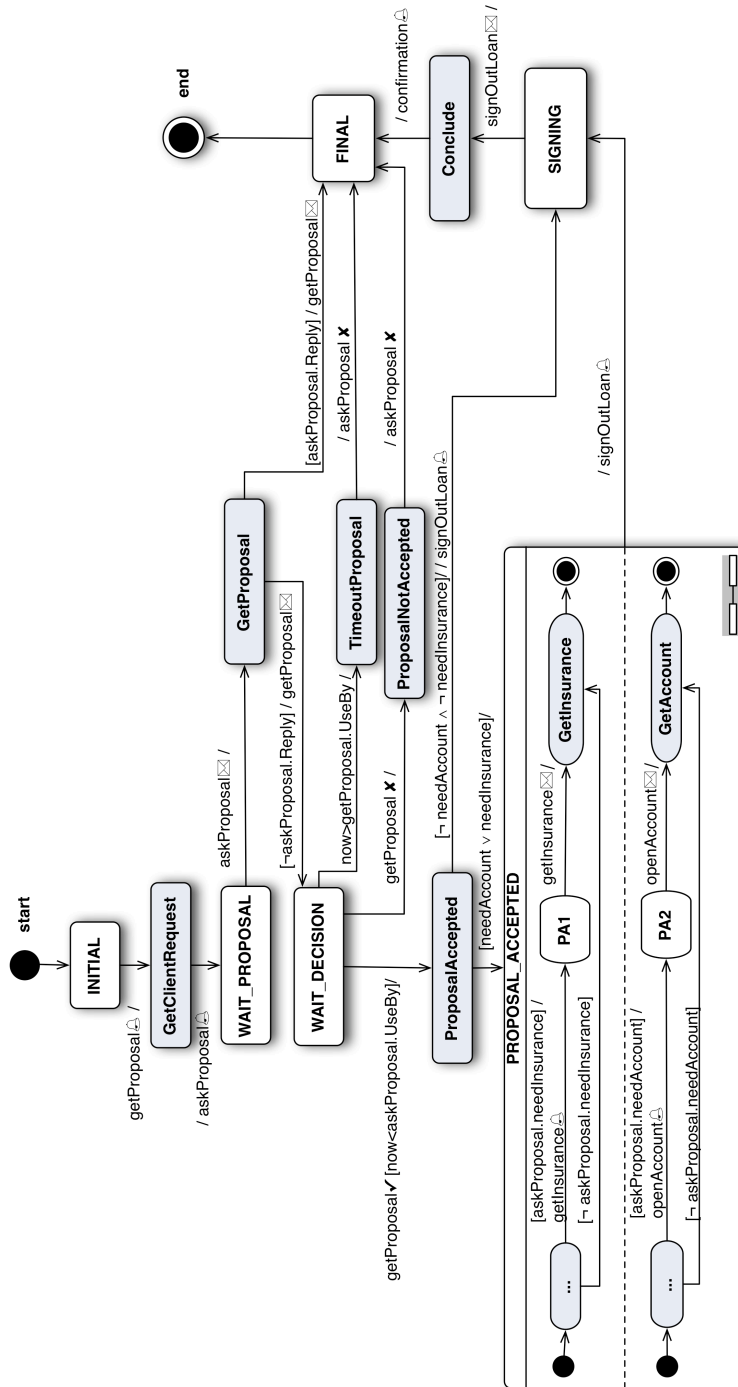 start
INITIAL
getProposal🔔 /
GetClientRequest
/ askProposal🔔
WAIT_PROPOSAL
askProposal✉ /
GetProposal
[askProposal.Reply] / getProposal✉
[¬askProposal.Reply] / getProposal✉
WAIT_DECISION
now>getProposal.UseBy /
TimeoutProposal
/ askProposal ✘
getProposal ✘ /
ProposalNotAccepted
/ askProposal ✘
FINAL
end
getProposal✔ [now<askProposal.UseBy]/
ProposalAccepted
[¬ needAccount ∧ ¬ needInsurance]/ / signOutLoan🔔
[needAccount ∨ needInsurance]/
/ confirmation🔔
Conclude
signOutLoan✉ /
SIGNING
/ signOutLoan🔔
PROPOSAL_ACCEPTED
...
[askProposal.needInsurance] /
getInsurance🔔
[¬ askProposal.needInsurance]
PA1
getInsurance✉ /
GetInsurance
...
[askProposal.needAccount] /
openAccount🔔
[¬ askProposal.needAccount]
PA2
openAccount✉ /
GetAccount